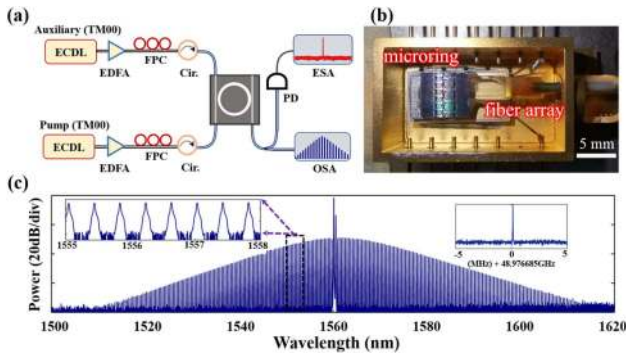 (a)
Auxiliary (TM00)
ECDL
EDFA
FPC
Cir.
ESA
PD
Pump (TM00)
ECDL
EDFA
FPC
Cir.
OSA
(b)
microring
fiber array
5 mm
(c)
Power (20dB/div)
1555 1556 1557 1558
-5 0 5
(MHz) + 48.976685GHz
1500 1520 1540 1560 1580 1600 1620
Wavelength (nm)